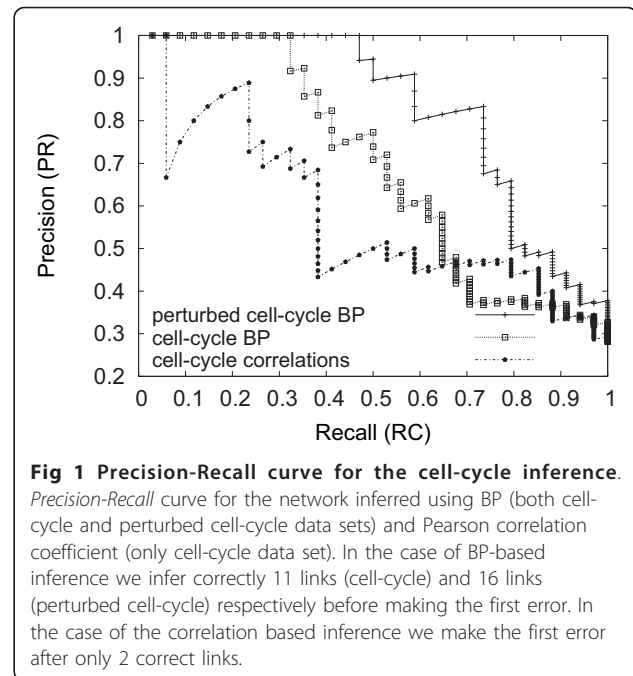 1
0.9
0.8
0.7
0.6
0.5
0.4
0.3
0.2
Precision (PR)
perturbed cell-cycle BP
cell-cycle BP
cell-cycle correlations
0 0.1 0.2 0.3 0.4 0.5 0.6 0.7 0.8 0.9 1
Recall (RC)
Fig 1 Precision-Recall curve for the cell-cycle inference.
Precision-Recall curve for the network inferred using BP (both cell-
cycle and perturbed cell-cycle data sets) and Pearson correlation
coefficient (only cell-cycle data set). In the case of BP-based
inference we infer correctly 11 links (cell-cycle) and 16 links
(perturbed cell-cycle) respectively before making the first error. In
the case of the correlation based inference we make the first error
after only 2 correct links.